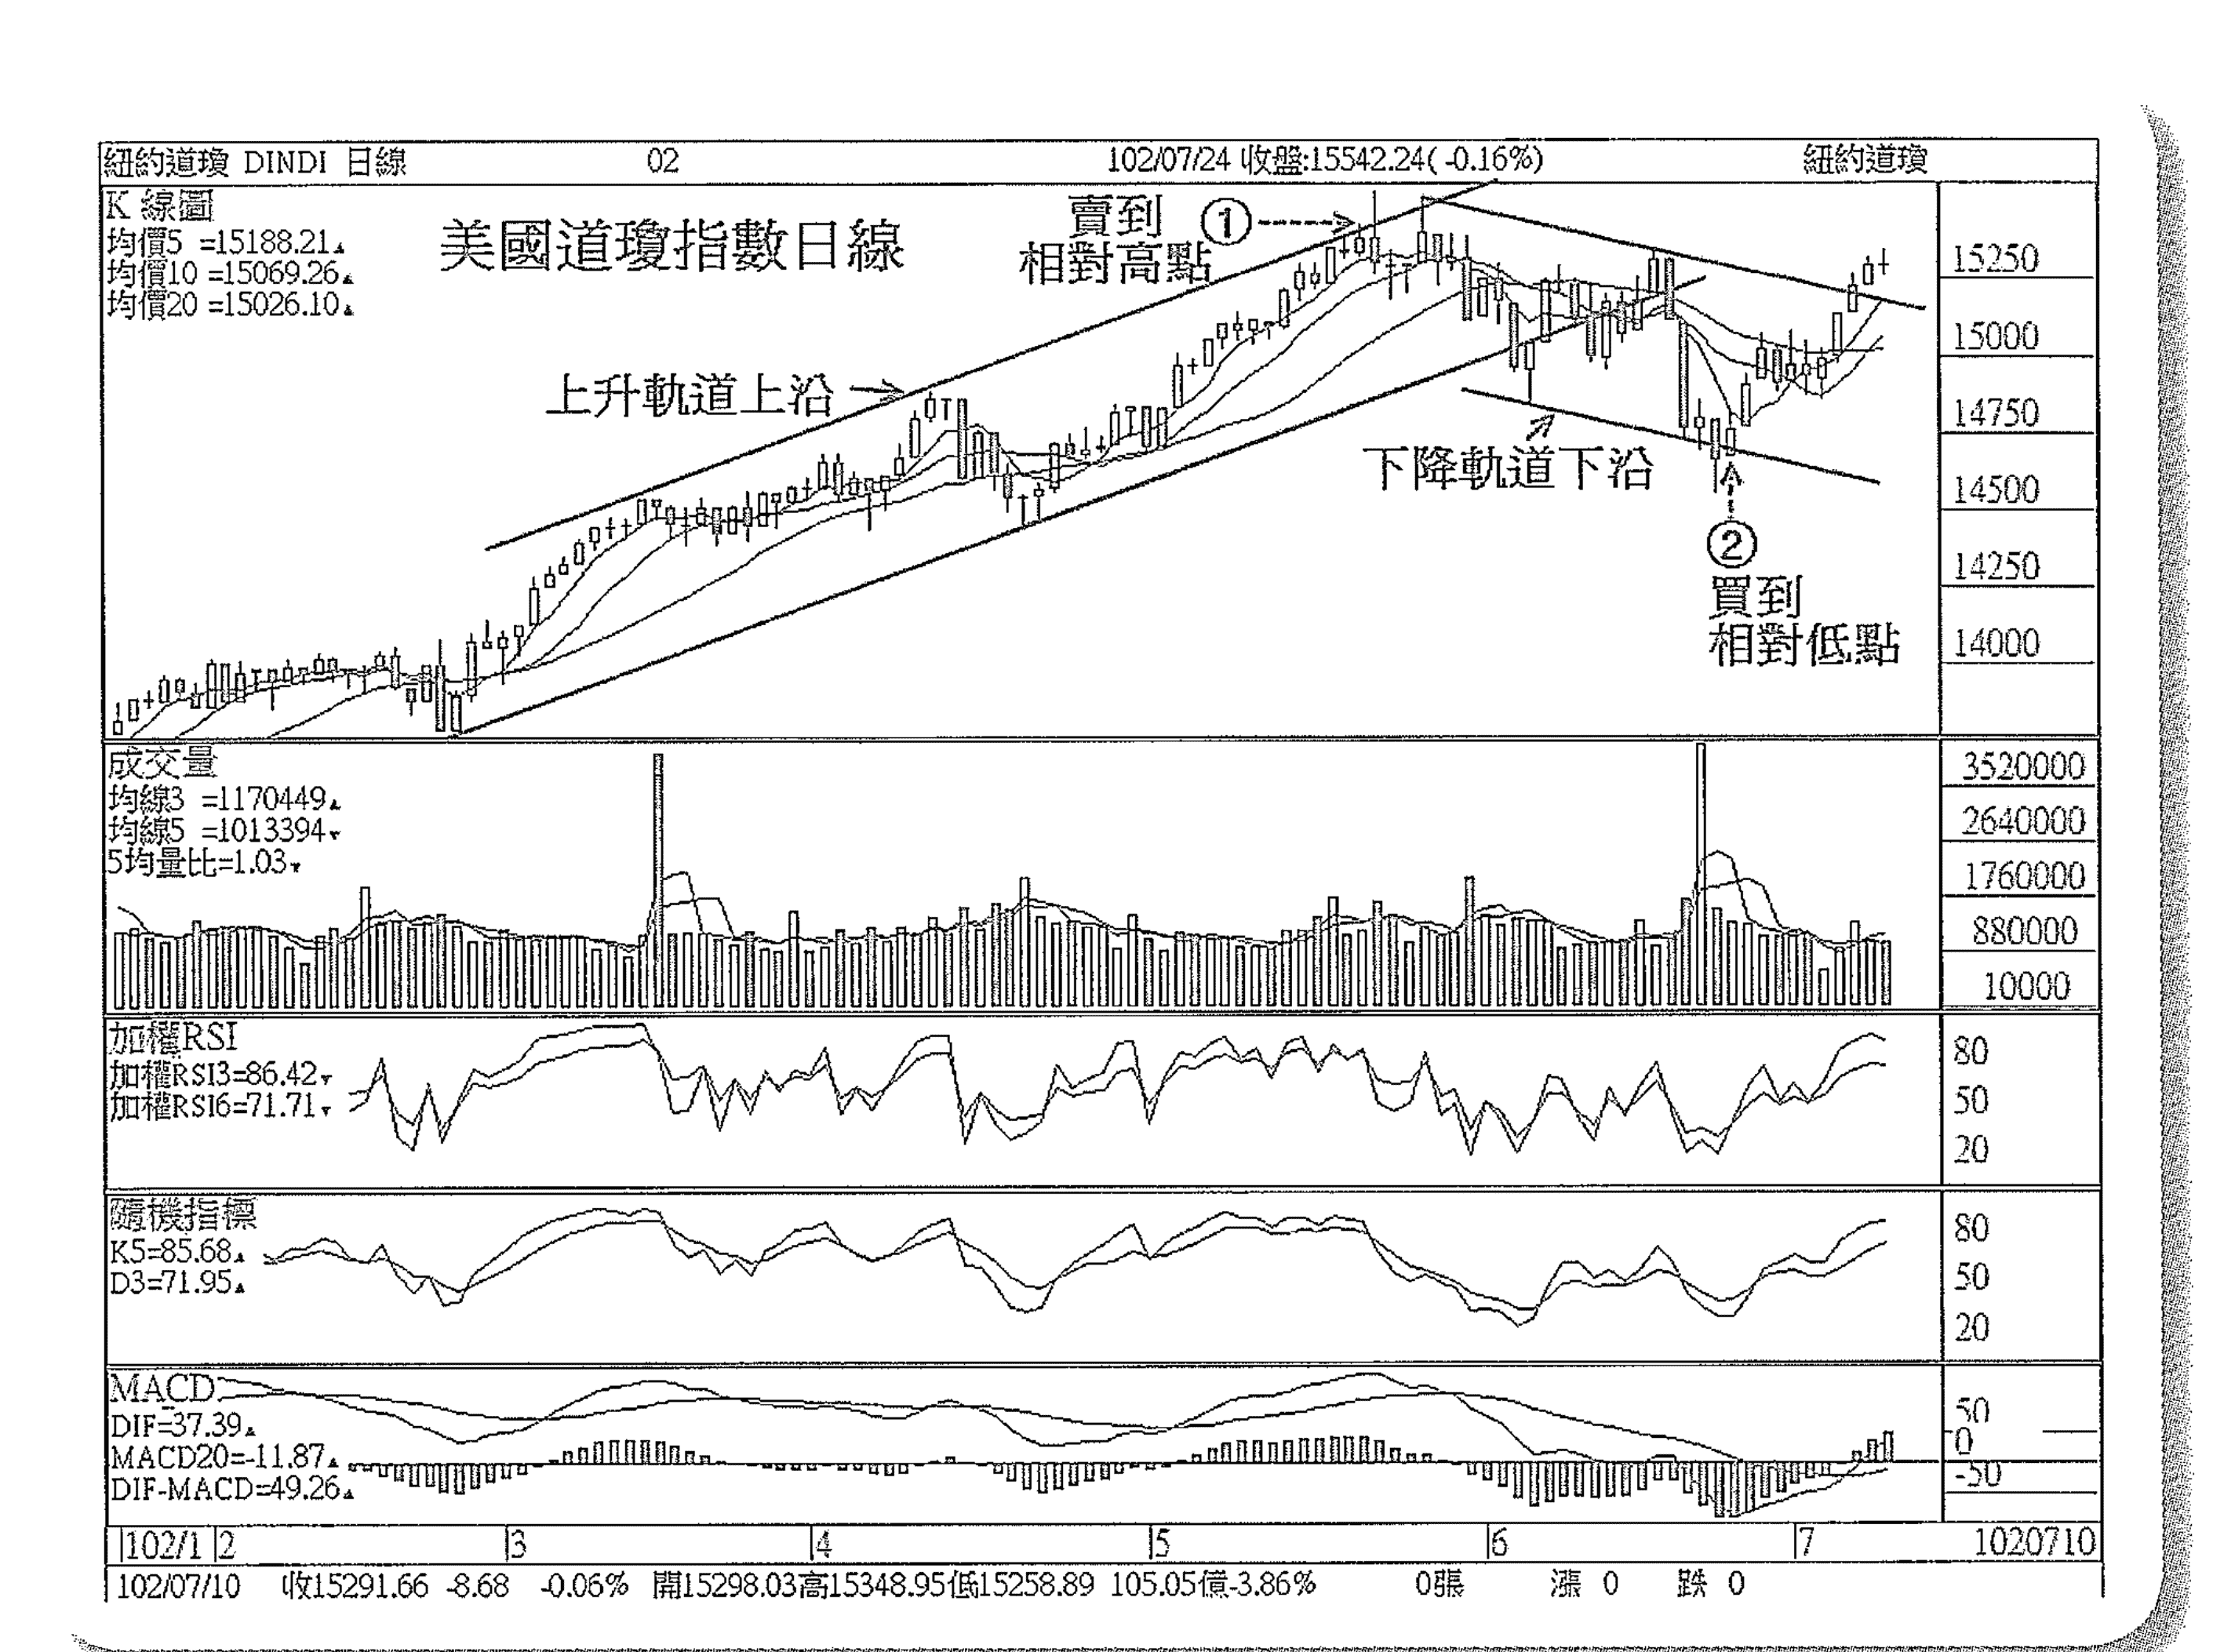 紐約道瓊 DINDI 日線 02 102/07/24 收盤:15542.24( -0.16%) 紐約道瓊
K 線圖
均價5 =15188.21▲
均價10 =15069.26▲
均價20 =15026.10▲
美國道瓊指數日線
賣到
相對高點
①
上升軌道上沿
下降軌道下沿
②
買到
相對低點
15250
15000
14750
14500
14250
14000
成交量
均線3 =1170449▲
均線5 =1013394▼
5均量比=1.03▼
3520000
2640000
1760000
880000
10000
加權RSI
加權RSI3=86.42▼
加權RSI6=71.71▼
80
50
20
隨機指標
K5=85.68▲
D3=71.95▲
80
50
20
MACD
DIF=37.39▲
MACD20=-11.87▲
DIF-MACD=49.26▲
50
0
-50
102/1 2 3 4 5 6 7 1020710
102/07/10 收15291.66 -8.68 -0.06% 開15298.03高15348.95低15258.89 105.05億-3.86% 0張 漲 0 跌 0